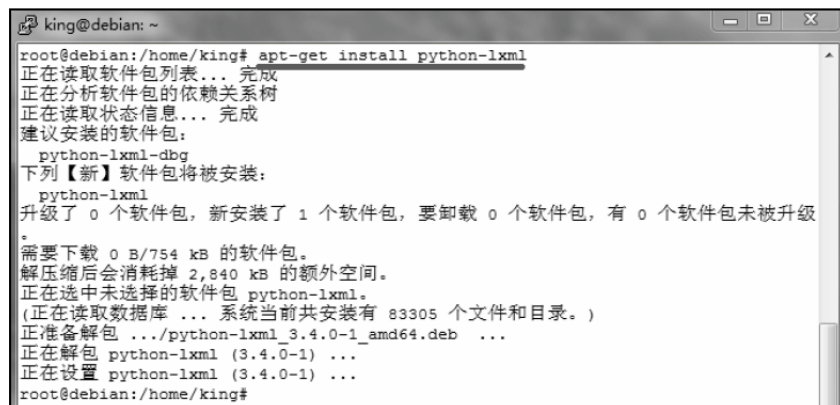 king@debian: ~
root@debian:/home/king# apt-get install python-lxml
正在读取软件包列表... 完成
正在分析软件包的依赖关系树
正在读取状态信息... 完成
建议安装的软件包:
python-lxml-dbg
下列【新】软件包将被安装:
python-lxml
升级了 0 个软件包, 新安装了 1 个软件包, 要卸载 0 个软件包, 有 0 个软件包未被升级
。
需要下载 0 B/754 kB 的软件包。
解压缩后会消耗掉 2,840 kB 的额外空间。
正在选中未选择的软件包 python-lxml。
(正在读取数据库 ... 系统当前共安装有 83305 个文件和目录。)
正准备解包 .../python-lxml_3.4.0-1_amd64.deb ...
正在解包 python-lxml (3.4.0-1) ...
正在设置 python-lxml (3.4.0-1) ...
root@debian:/home/king#